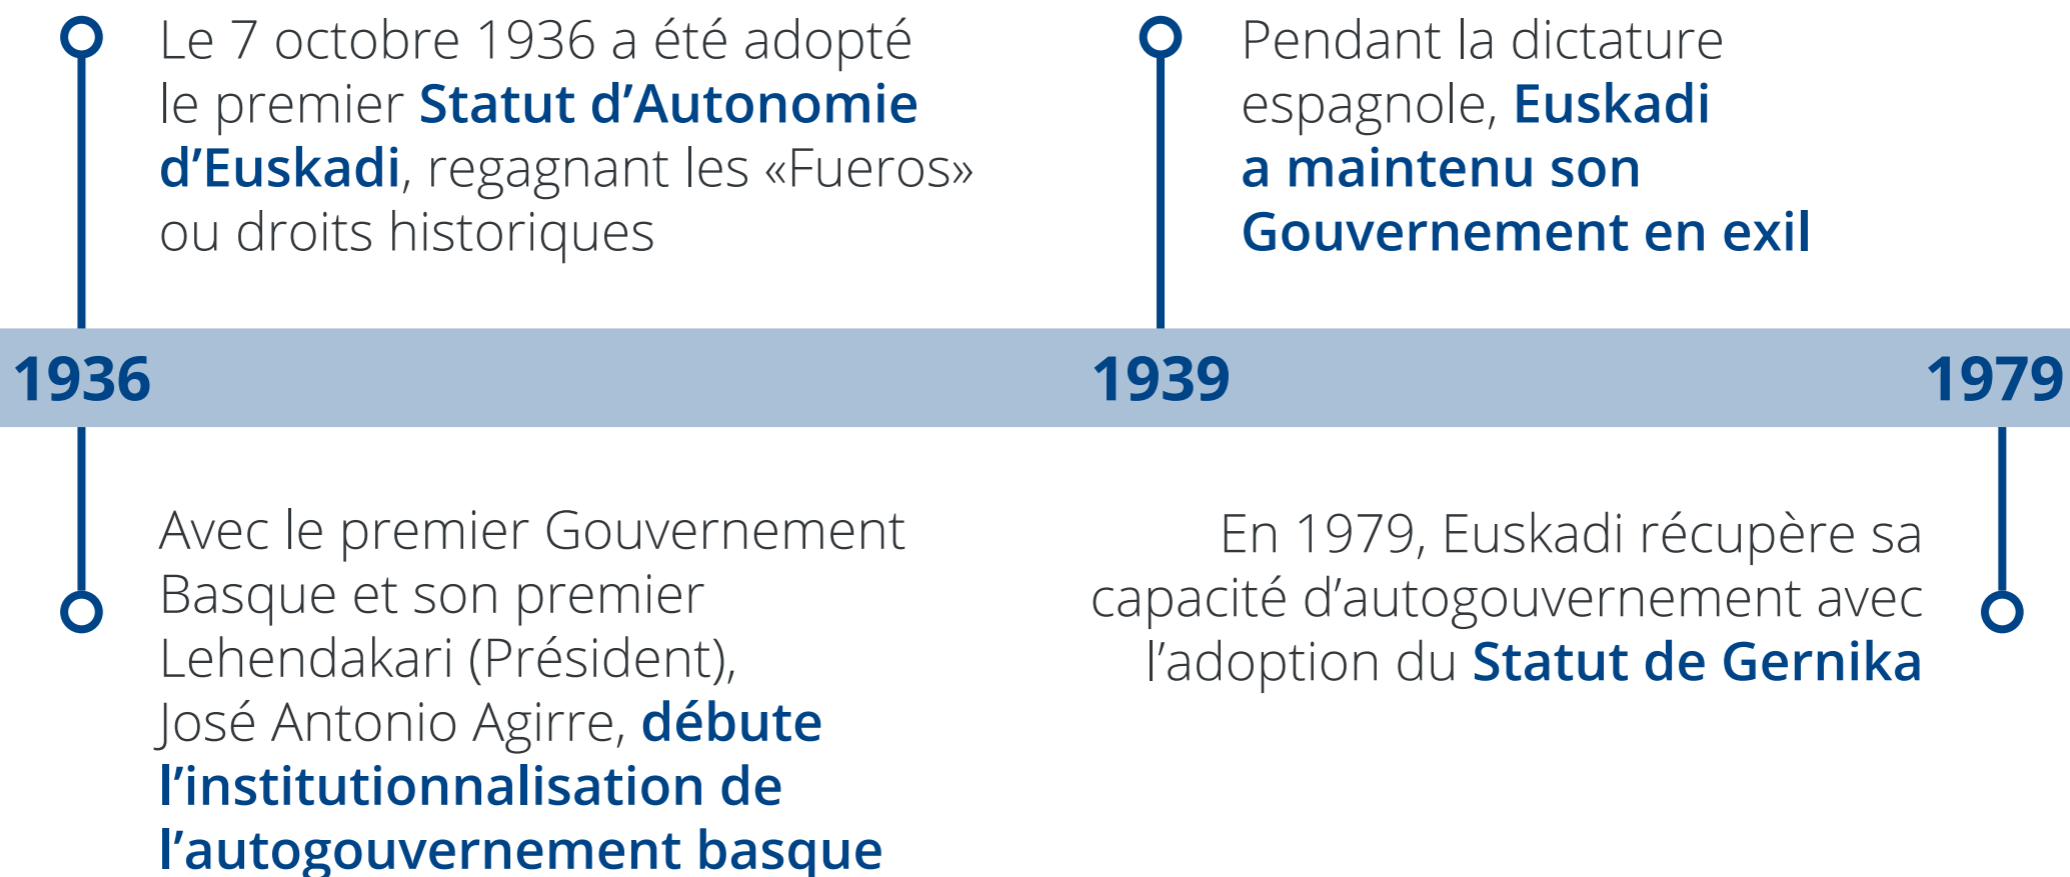 Le 7 octobre 1936 a été adopté
le premier Statut d’Autonomie
d’Euskadi, regagnant les «Fueros»
ou droits historiques
Pendant la dictature
espagnole, Euskadi
a maintenu son
Gouvernement en exil
1936
1939
1979
Avec le premier Gouvernement
Basque et son premier
Lehendakari (Président),
José Antonio Agirre, débute
l’institutionnalisation de
l’autogouvernement basque
En 1979, Euskadi récupère sa
capacité d’autogouvernement avec
l’adoption du Statut de Gernika